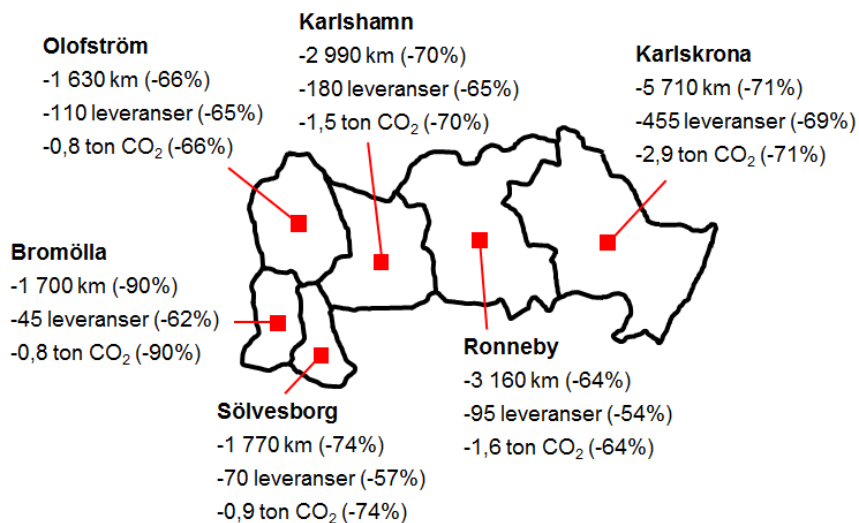 Olofström
-1 630 km (-66%)
-110 leveranser (-65%)
-0,8 ton CO₂ (-66%)
Karlshamn
-2 990 km (-70%)
-180 leveranser (-65%)
-1,5 ton CO₂ (-70%)
Karlskrona
-5 710 km (-71%)
-455 leveranser (-69%)
-2,9 ton CO₂ (-71%)
Bromölla
-1 700 km (-90%)
-45 leveranser (-62%)
-0,8 ton CO₂ (-90%)
Sölvesborg
-1 770 km (-74%)
-70 leveranser (-57%)
-0,9 ton CO₂ (-74%)
Ronneby
-3 160 km (-64%)
-95 leveranser (-54%)
-1,6 ton CO₂ (-64%)